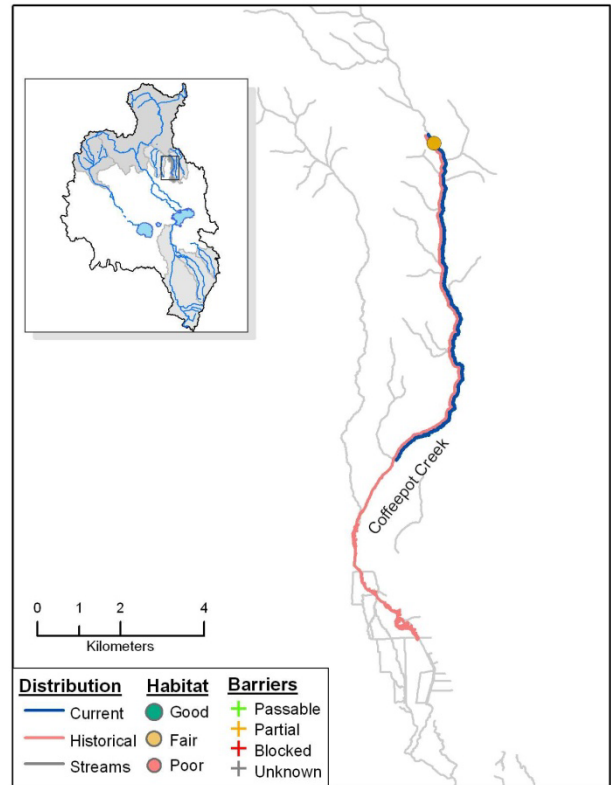 Coffeepot Creek
0 1 2 4
Kilometers
Distribution Habitat Barriers
Current Good Passable
Historical Fair Partial
Streams Poor Blocked
Unknown